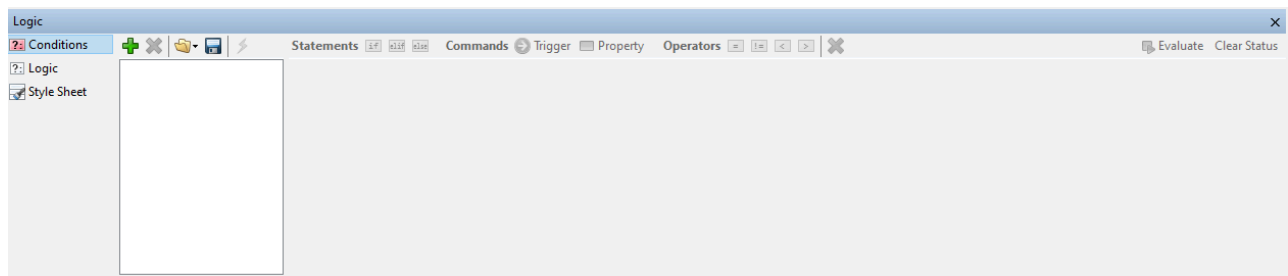 Logic
Conditions Statements if elif else Commands Trigger Property Operators = != < > Evaluate Clear Status
Logic
Style Sheet